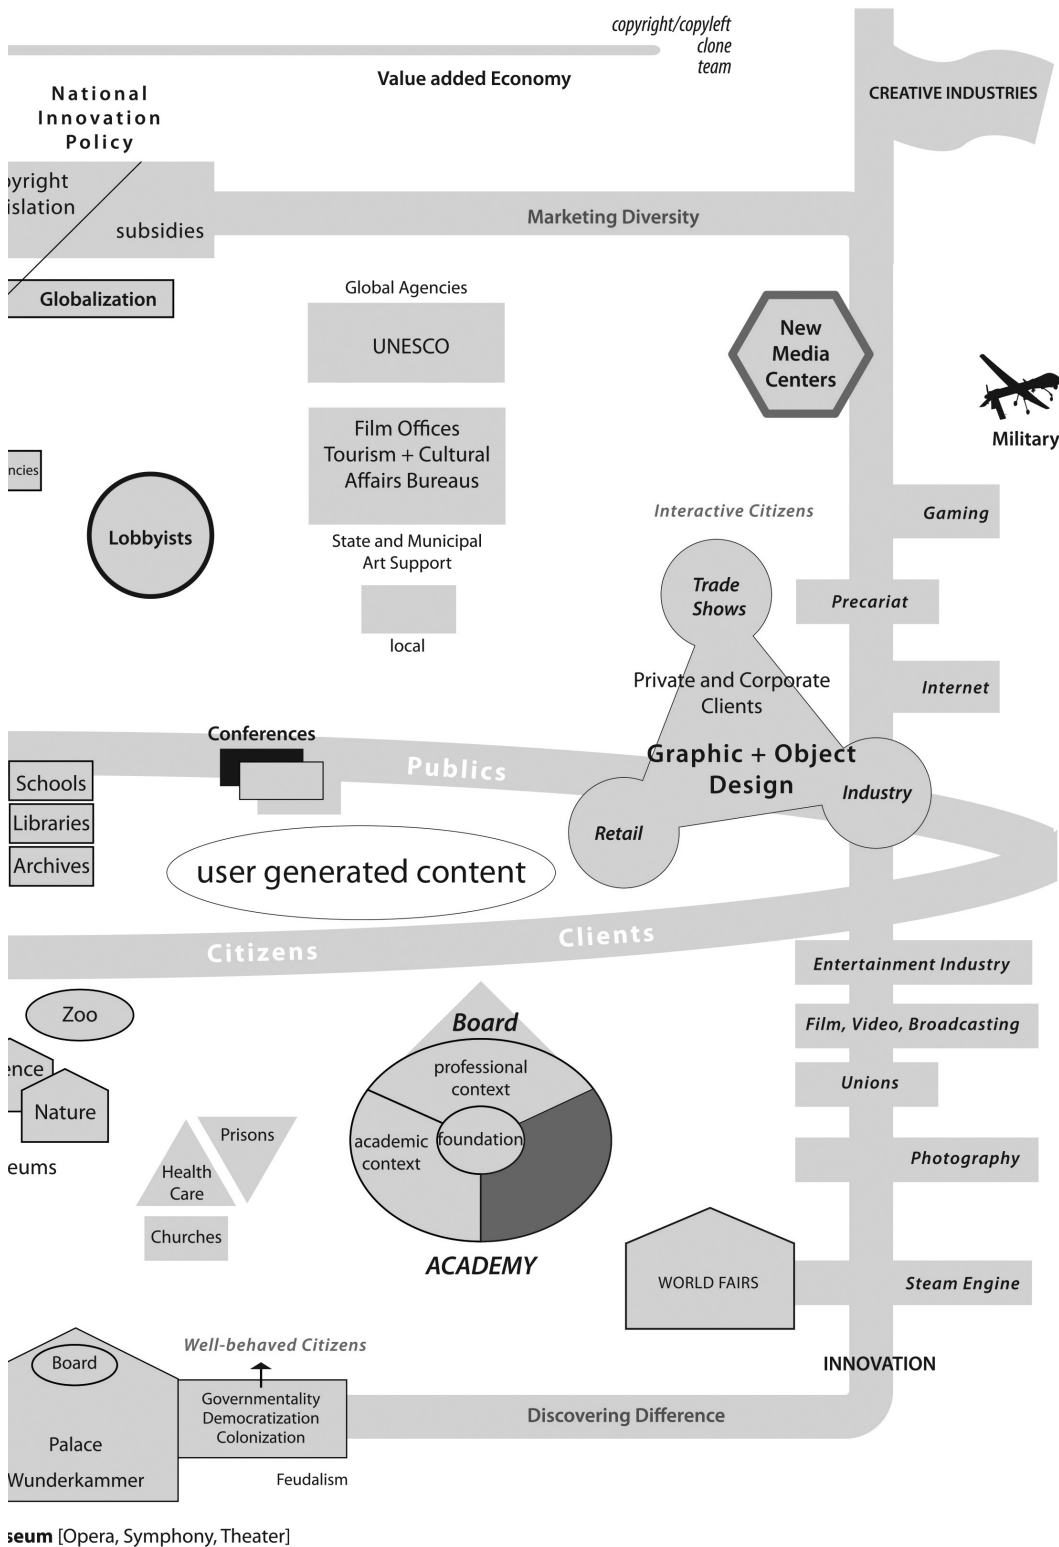 copyright/copyleft
clone
team
Value added Economy
CREATIVE INDUSTRIES
National
Innovation
Policy
pyright
islation
subsidies
Marketing Diversity
Globalization
Global Agencies
UNESCO
New
Media
Centers
Military
Film Offices
Tourism + Cultural
Affairs Bureaus
ncies
Lobbyists
State and Municipal
Art Support
local
Interactive Citizens
Gaming
Trade
Shows
Precariat
Private and Corporate
Clients
Internet
Conferences
Publics
Graphic + Object
Design
Industry
Retail
Schools
Libraries
Archives
user generated content
Citizens
Clients
Entertainment Industry
Film, Video, Broadcasting
Unions
Photography
Steam Engine
Zoo
ence
Nature
eums
Prisons
Health
Care
Churches
Board
professional
context
academic
context
foundation
ACADEMY
WORLD FAIRS
INNOVATION
Well-behaved Citizens
Board
Palace
Wunderkammer
Governmentality
Democratization
Colonization
Feudalism
Discovering Difference
seum [Opera, Symphony, Theater]